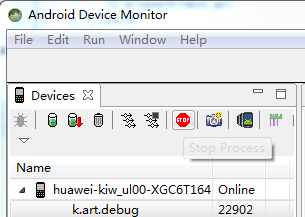 Android Device Monitor
File Edit Run Window Help
Devices
Stop Process
Name
huawei-kiw_ul00-XGC6T164 Online
k.art.debug 22902